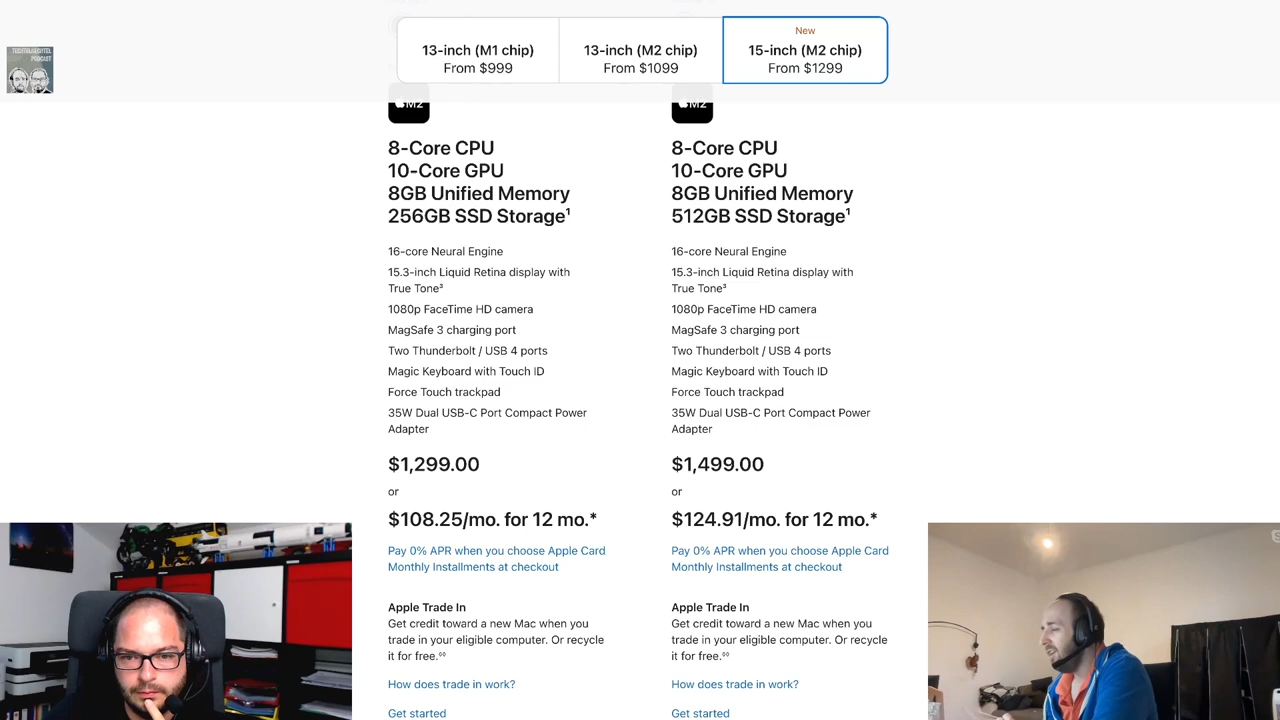 New
13-inch (M1 chip)
From $999
13-inch (M2 chip)
From $1099
15-inch (M2 chip)
From $1299
PODCAST
M2
8-Core CPU
10-Core GPU
8GB Unified Memory
256GB SSD Storage¹
16-core Neural Engine
15.3-inch Liquid Retina display with
True Tone³
1080p FaceTime HD camera
MagSafe 3 charging port
Two Thunderbolt / USB 4 ports
Magic Keyboard with Touch ID
Force Touch trackpad
35W Dual USB-C Port Compact Power
Adapter
$1,299.00
or
$108.25/mo. for 12 mo.*
Pay 0% APR when you choose Apple Card
Monthly Installments at checkout
Apple Trade In
Get credit toward a new Mac when you
trade in your eligible computer. Or recycle
it for free.◊◊
How does trade in work?
Get started
M2
8-Core CPU
10-Core GPU
8GB Unified Memory
512GB SSD Storage¹
16-core Neural Engine
15.3-inch Liquid Retina display with
True Tone³
1080p FaceTime HD camera
MagSafe 3 charging port
Two Thunderbolt / USB 4 ports
Magic Keyboard with Touch ID
Force Touch trackpad
35W Dual USB-C Port Compact Power
Adapter
$1,499.00
or
$124.91/mo. for 12 mo.*
Pay 0% APR when you choose Apple Card
Monthly Installments at checkout
Apple Trade In
Get credit toward a new Mac when you
trade in your eligible computer. Or recycle
it for free.◊◊
How does trade in work?
Get started